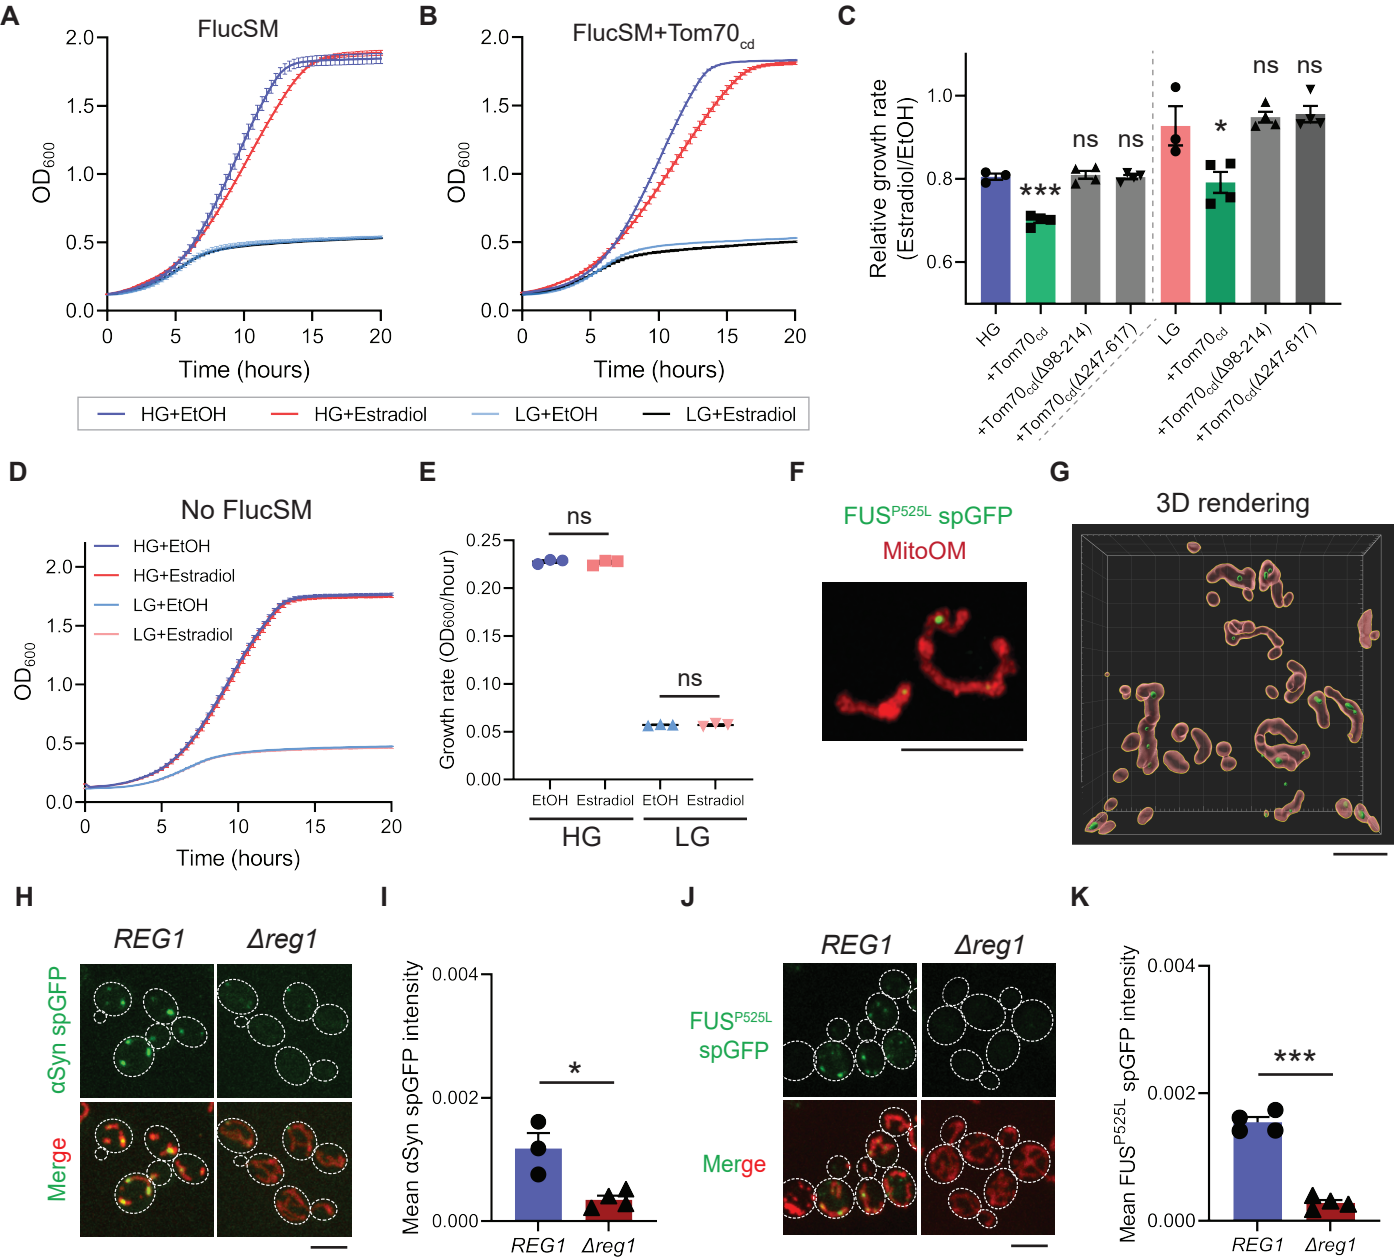 A
FlucSM
OD600
2.0
1.5
1.0
0.5
0.0
0
5
10
15
20
Time (hours)
B
FlucSM+Tom70cd
OD600
2.0
1.5
1.0
0.5
0.0
0
5
10
15
20
Time (hours)
HG+EtOH
HG+Estradiol
LG+EtOH
LG+Estradiol
C
Relative growth rate
(Estradiol/EtOH)
1.0
0.8
0.6
***
ns
ns
*
ns
ns
HG
+Tom70cd
+Tom70cd(Δ98-214)
+Tom70cd(Δ247-617)
LG
+Tom70cd
+Tom70cd(Δ98-214)
+Tom70cd(Δ247-617)
D
No FlucSM
HG+EtOH
HG+Estradiol
LG+EtOH
LG+Estradiol
OD600
2.0
1.5
1.0
0.5
0.0
0
5
10
15
20
Time (hours)
E
Growth rate (OD600/hour)
0.25
0.20
0.15
0.10
0.05
0.00
ns
ns
EtOH
Estradiol
EtOH
Estradiol
HG
LG
F
FUSP525L spGFP
MitoOM
G
3D rendering
H
REG1
Δreg1
αSyn spGFP
Merge
I
Mean αSyn spGFP intensity
0.004
0.002
0.000
*
REG1
Δreg1
J
REG1
Δreg1
FUSP525L
spGFP
Merge
K
Mean FUSP525L spGFP intensity
0.004
0.002
0.000
***
REG1
Δreg1